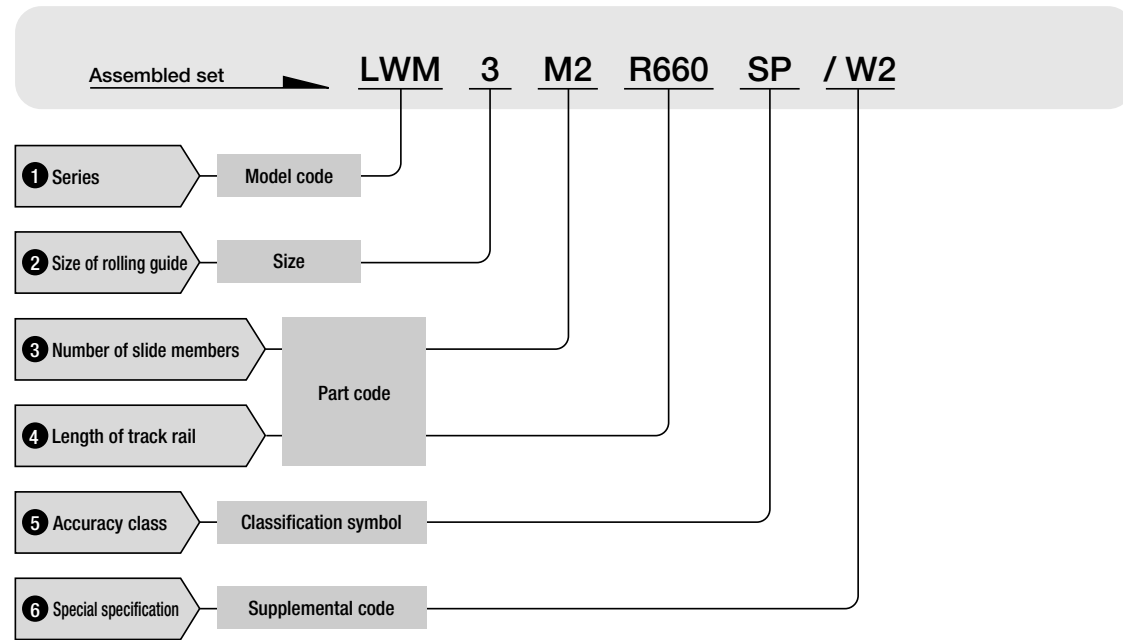 Assembled set LWM 3 M2 R660 SP / W2
1 Series Model code
2 Size of rolling guide Size
3 Number of slide members
Part code
4 Length of track rail
5 Accuracy class Classification symbol
6 Special specification Supplemental code